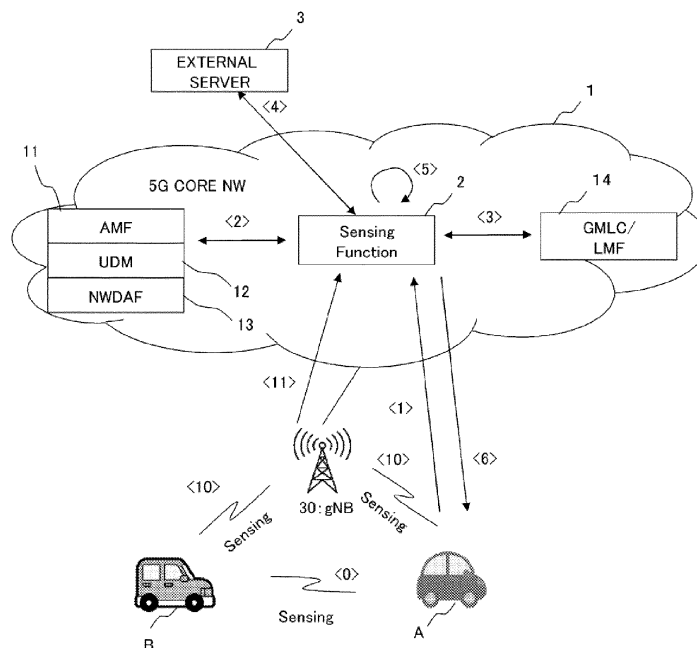 3
EXTERNAL
SERVER
1
<4>
11
5G CORE NW
<5>
2
14
AMF
UDM
NWDAF
<2>
Sensing
Function
<3>
GMLC/
LMF
12
13
<11>
<1>
<10>
<10>
<6>
30:gNB
Sensing
Sensing
<0>
Sensing
B
A